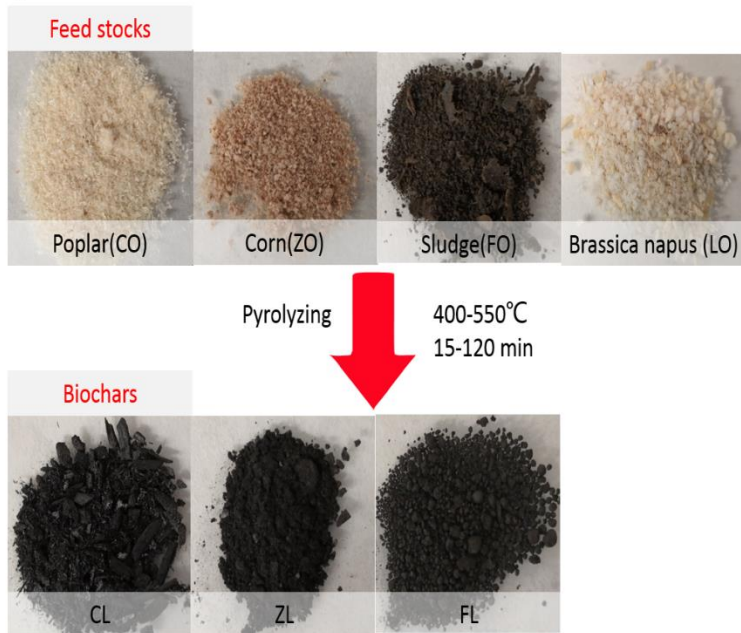 Feed stocks
Poplar(CO)
Corn(ZO)
Sludge(FO)
Brassica napus (LO)
Pyrolyzing
400-550℃
15-120 min
Biochars
CL
ZL
FL